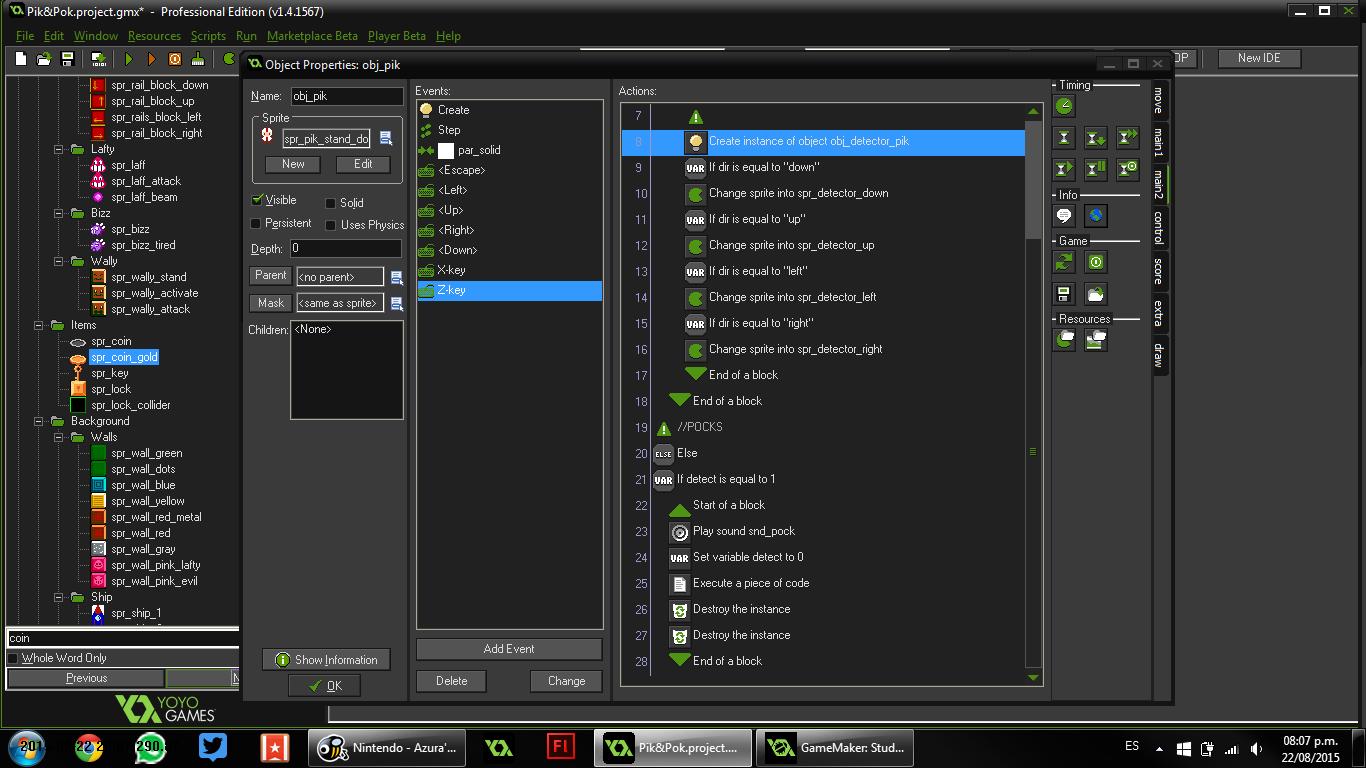 Pik&Pok.project.gmx* - Professional Edition (v1.4.1567)
File Edit Window Resources Scripts Run Marketplace Beta Player Beta Help
New IDE
spr_rail_block_down
spr_rail_block_up
spr_rails_block_left
spr_rail_block_right
Lafty
spr_laff
spr_laff_attack
spr_laff_beam
Bizz
spr_bizz
spr_bizz_tired
Wally
spr_wally_stand
spr_wally_activate
spr_wally_attack
Items
spr_coin
spr_coin_gold
spr_key
spr_lock
spr_lock_collider
Background
Walls
spr_wall_green
spr_wall_dots
spr_wall_blue
spr_wall_yellow
spr_wall_red_metal
spr_wall_red
spr_wall_gray
spr_wall_pink_lafty
spr_wall_pink_evil
Ship
spr_ship_1
coin
Whole Word Only
Previous
N
YOYO
GAMES™
Object Properties: obj_pik
Name: obj_pik
Sprite
spr_pik_stand_do
New Edit
Visible Solid
Persistent Uses Physics
Depth: 0
Parent <no parent>
Mask <same as sprite>
Children: <None>
Show Information
OK
Events:
Create
Step
par_solid
<Escape>
<Left>
<Up>
<Right>
<Down>
X-key
Z-key
Add Event
Delete Change
Actions:
7
8 Create instance of object obj_detector_pik
9 VAR If dir is equal to "down"
10 Change sprite into spr_detector_down
11 VAR If dir is equal to "up"
12 Change sprite into spr_detector_up
13 VAR If dir is equal to "left"
14 Change sprite into spr_detector_left
15 VAR If dir is equal to "right"
16 Change sprite into spr_detector_right
17 End of a block
18 End of a block
19 //POCKS
20 ELSE Else
21 VAR If detect is equal to 1
22 Start of a block
23 Play sound snd_pock
24 VAR Set variable detect to 0
25 Execute a piece of code
26 Destroy the instance
27 Destroy the instance
28 End of a block
Timing
Info
Game
Resources
move
main1
main2
control
score
extra
draw
Nintendo - Azura'...
Fl
Pik&Pok.project....
GameMaker: Stud...
ES
08:07 p.m.
22/08/2015